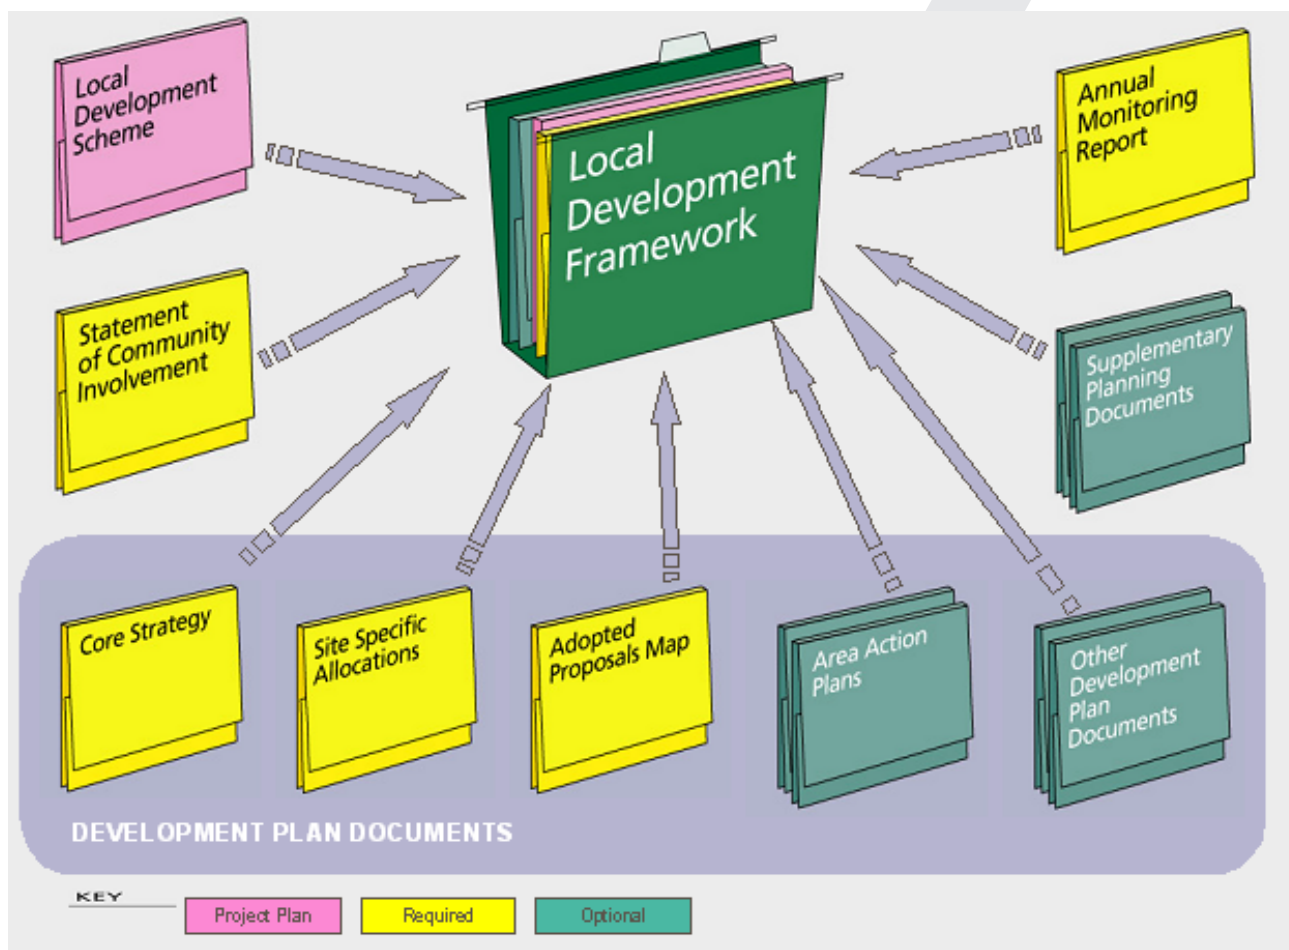 Local
Development
Scheme
Local
Development
Framework
Annual
Monitoring
Report
Statement
of Community
Involvement
Supplementary
Planning
Documents
Core Strategy
Site Specific
Allocations
Adopted
Proposals Map
Area Action
Plans
Other
Development
Plan
Documents
DEVELOPMENT PLAN DOCUMENTS
KEY
Project Plan
Required
Optional